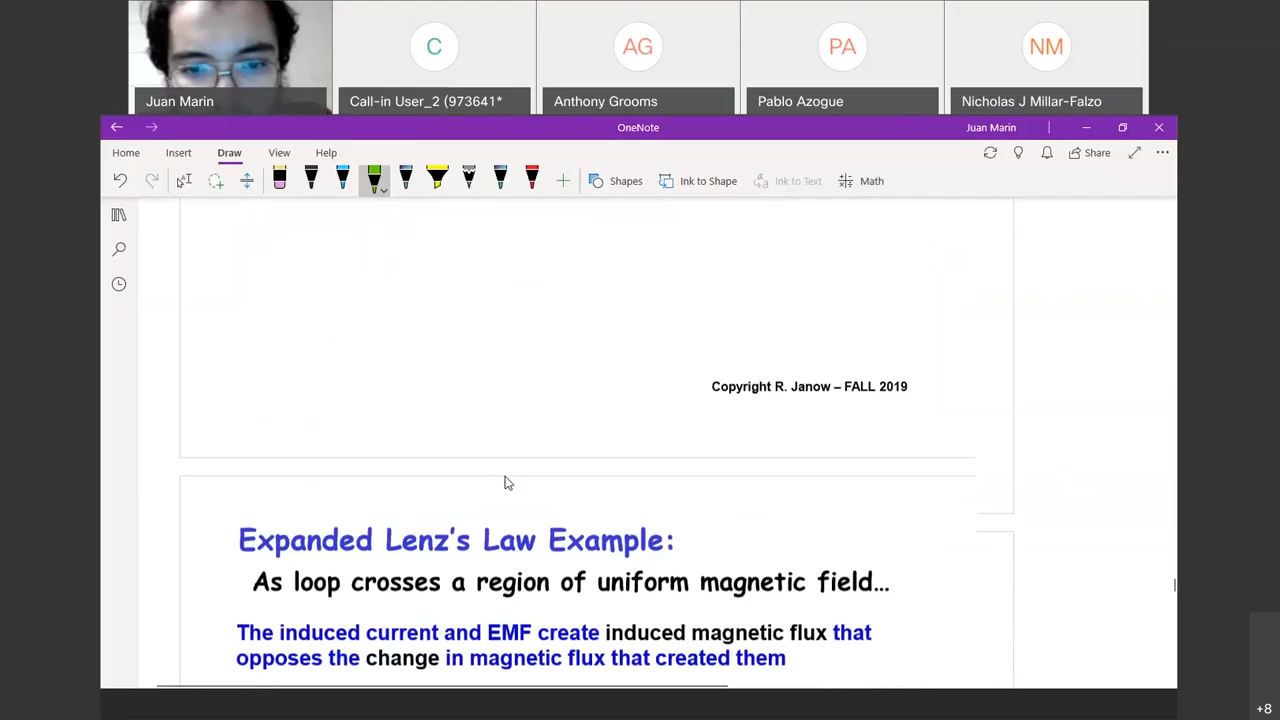 C
AG
PA
NM
Juan Marin
Call-in User_2 (973641*
Anthony Grooms
Pablo Azogue
Nicholas J Millar-Falzo
OneNote
Juan Marin
Home
Insert
Draw
View
Help
Share
Shapes
Ink to Shape
Ink to Text
Math
Copyright R. Janow – FALL 2019
Expanded Lenz's Law Example:
As loop crosses a region of uniform magnetic field…
The induced current and EMF create induced magnetic flux that
opposes the change in magnetic flux that created them
+8